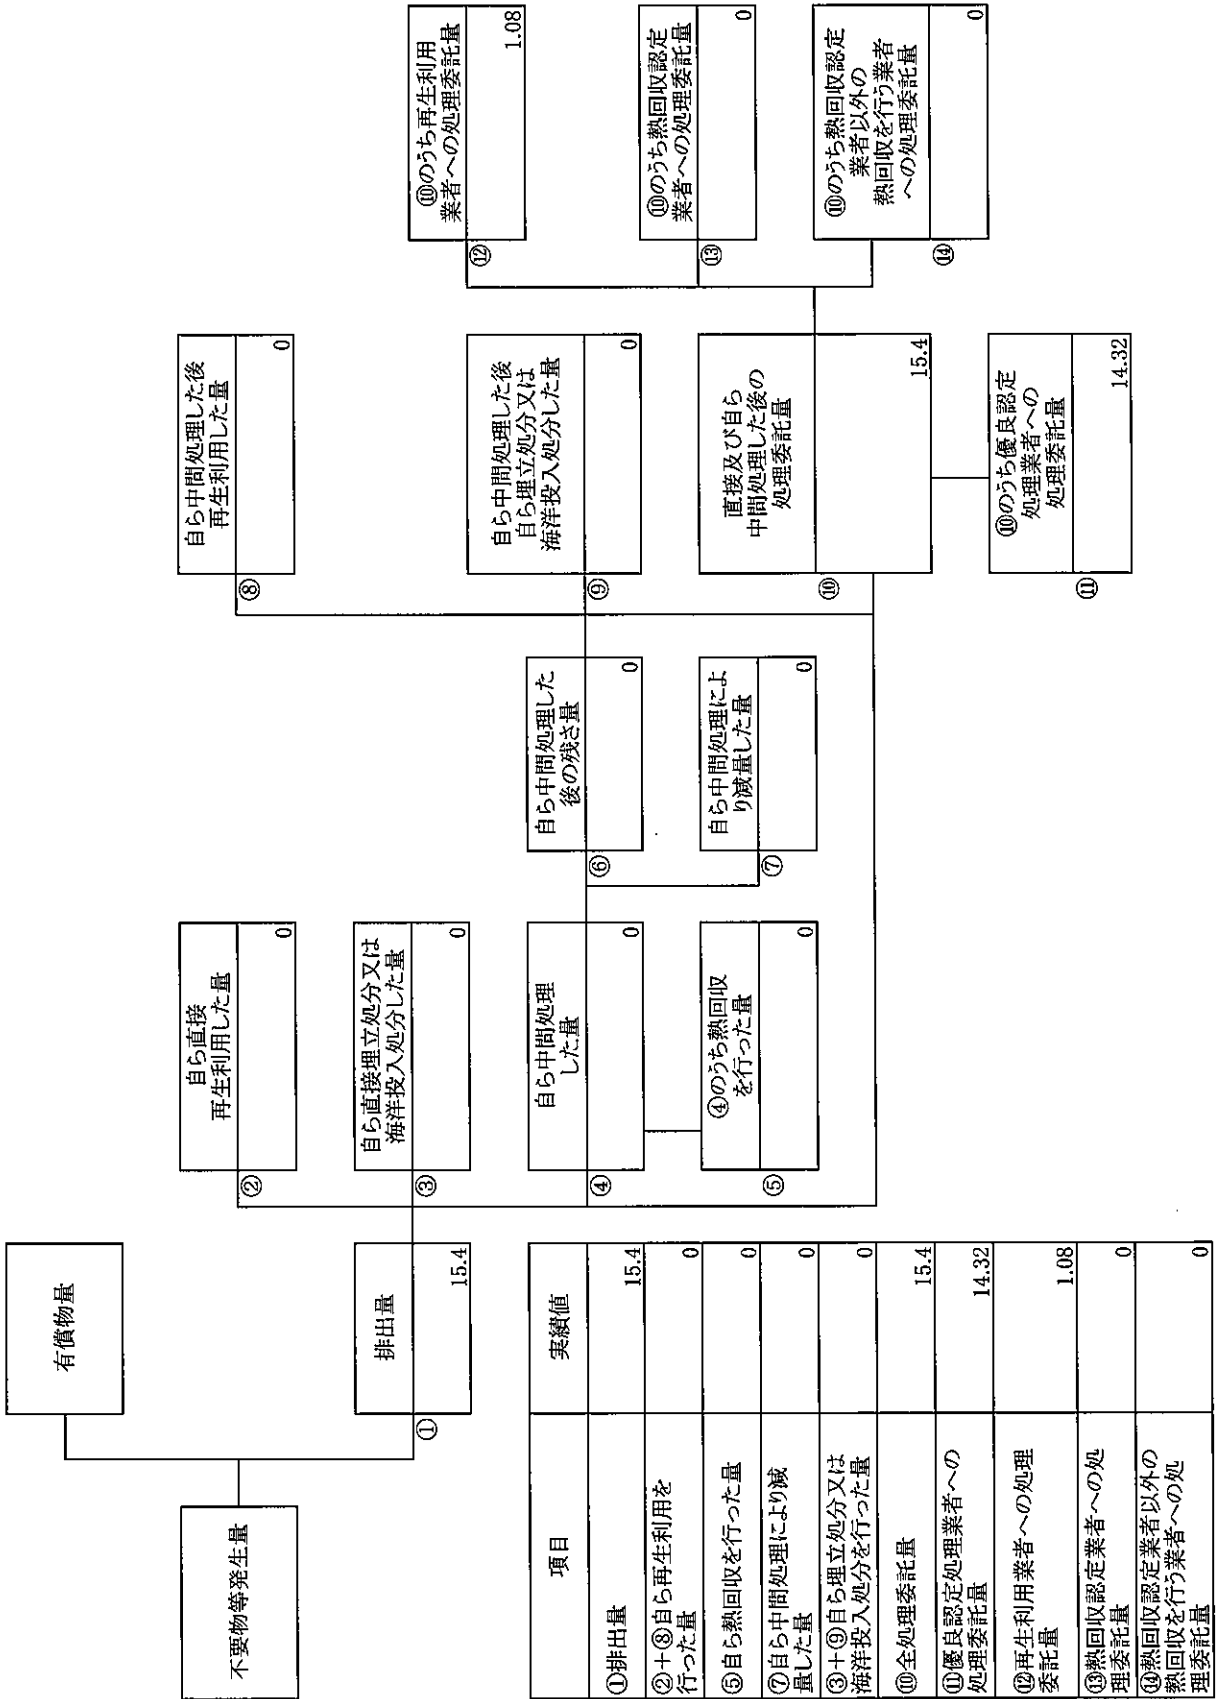 不要物等発生量
有償物量
①
排出量
15.4
②
自ら直接
再生利用した量
0
③
自ら直接埋立処分又は
海洋投入処分した量
0
④
自ら中間処理
した量
0
⑤
④のうち熱回収
を行った量
0
⑥
自ら中間処理した
後の残さ量
0
⑦
自ら中間処理によ
り減量した量
0
⑧
自ら中間処理した後
再生利用した量
0
⑨
自ら中間処理した後
自ら埋立処分又は
海洋投入処分した量
0
⑩
直接及び自ら
中間処理した後の
処理委託量
15.4
⑪
⑩のうち優良認定
処理業者への
処理委託量
14.32
⑫
⑩のうち再生利用
業者への処理委託量
1.08
⑬
⑩のうち熱回収認定
業者への処理委託量
0
⑭
⑩のうち熱回収認定
業者以外の
熱回収を行う業者
への処理委託量
0
項目 実績値
①排出量 15.4
②+⑧自ら再生利用を
行った量 0
⑤自ら熱回収を行った量 0
⑦自ら中間処理により減
量した量 0
③+⑨自ら埋立処分又は
海洋投入処分を行った量 0
⑩全処理委託量 15.4
⑪優良認定処理業者への
処理委託量 14.32
⑫再生利用業者への処理
委託量 1.08
⑬熱回収認定業者への処
理委託量 0
⑭熱回収認定業者以外の
熱回収を行う業者への処
理委託量 0